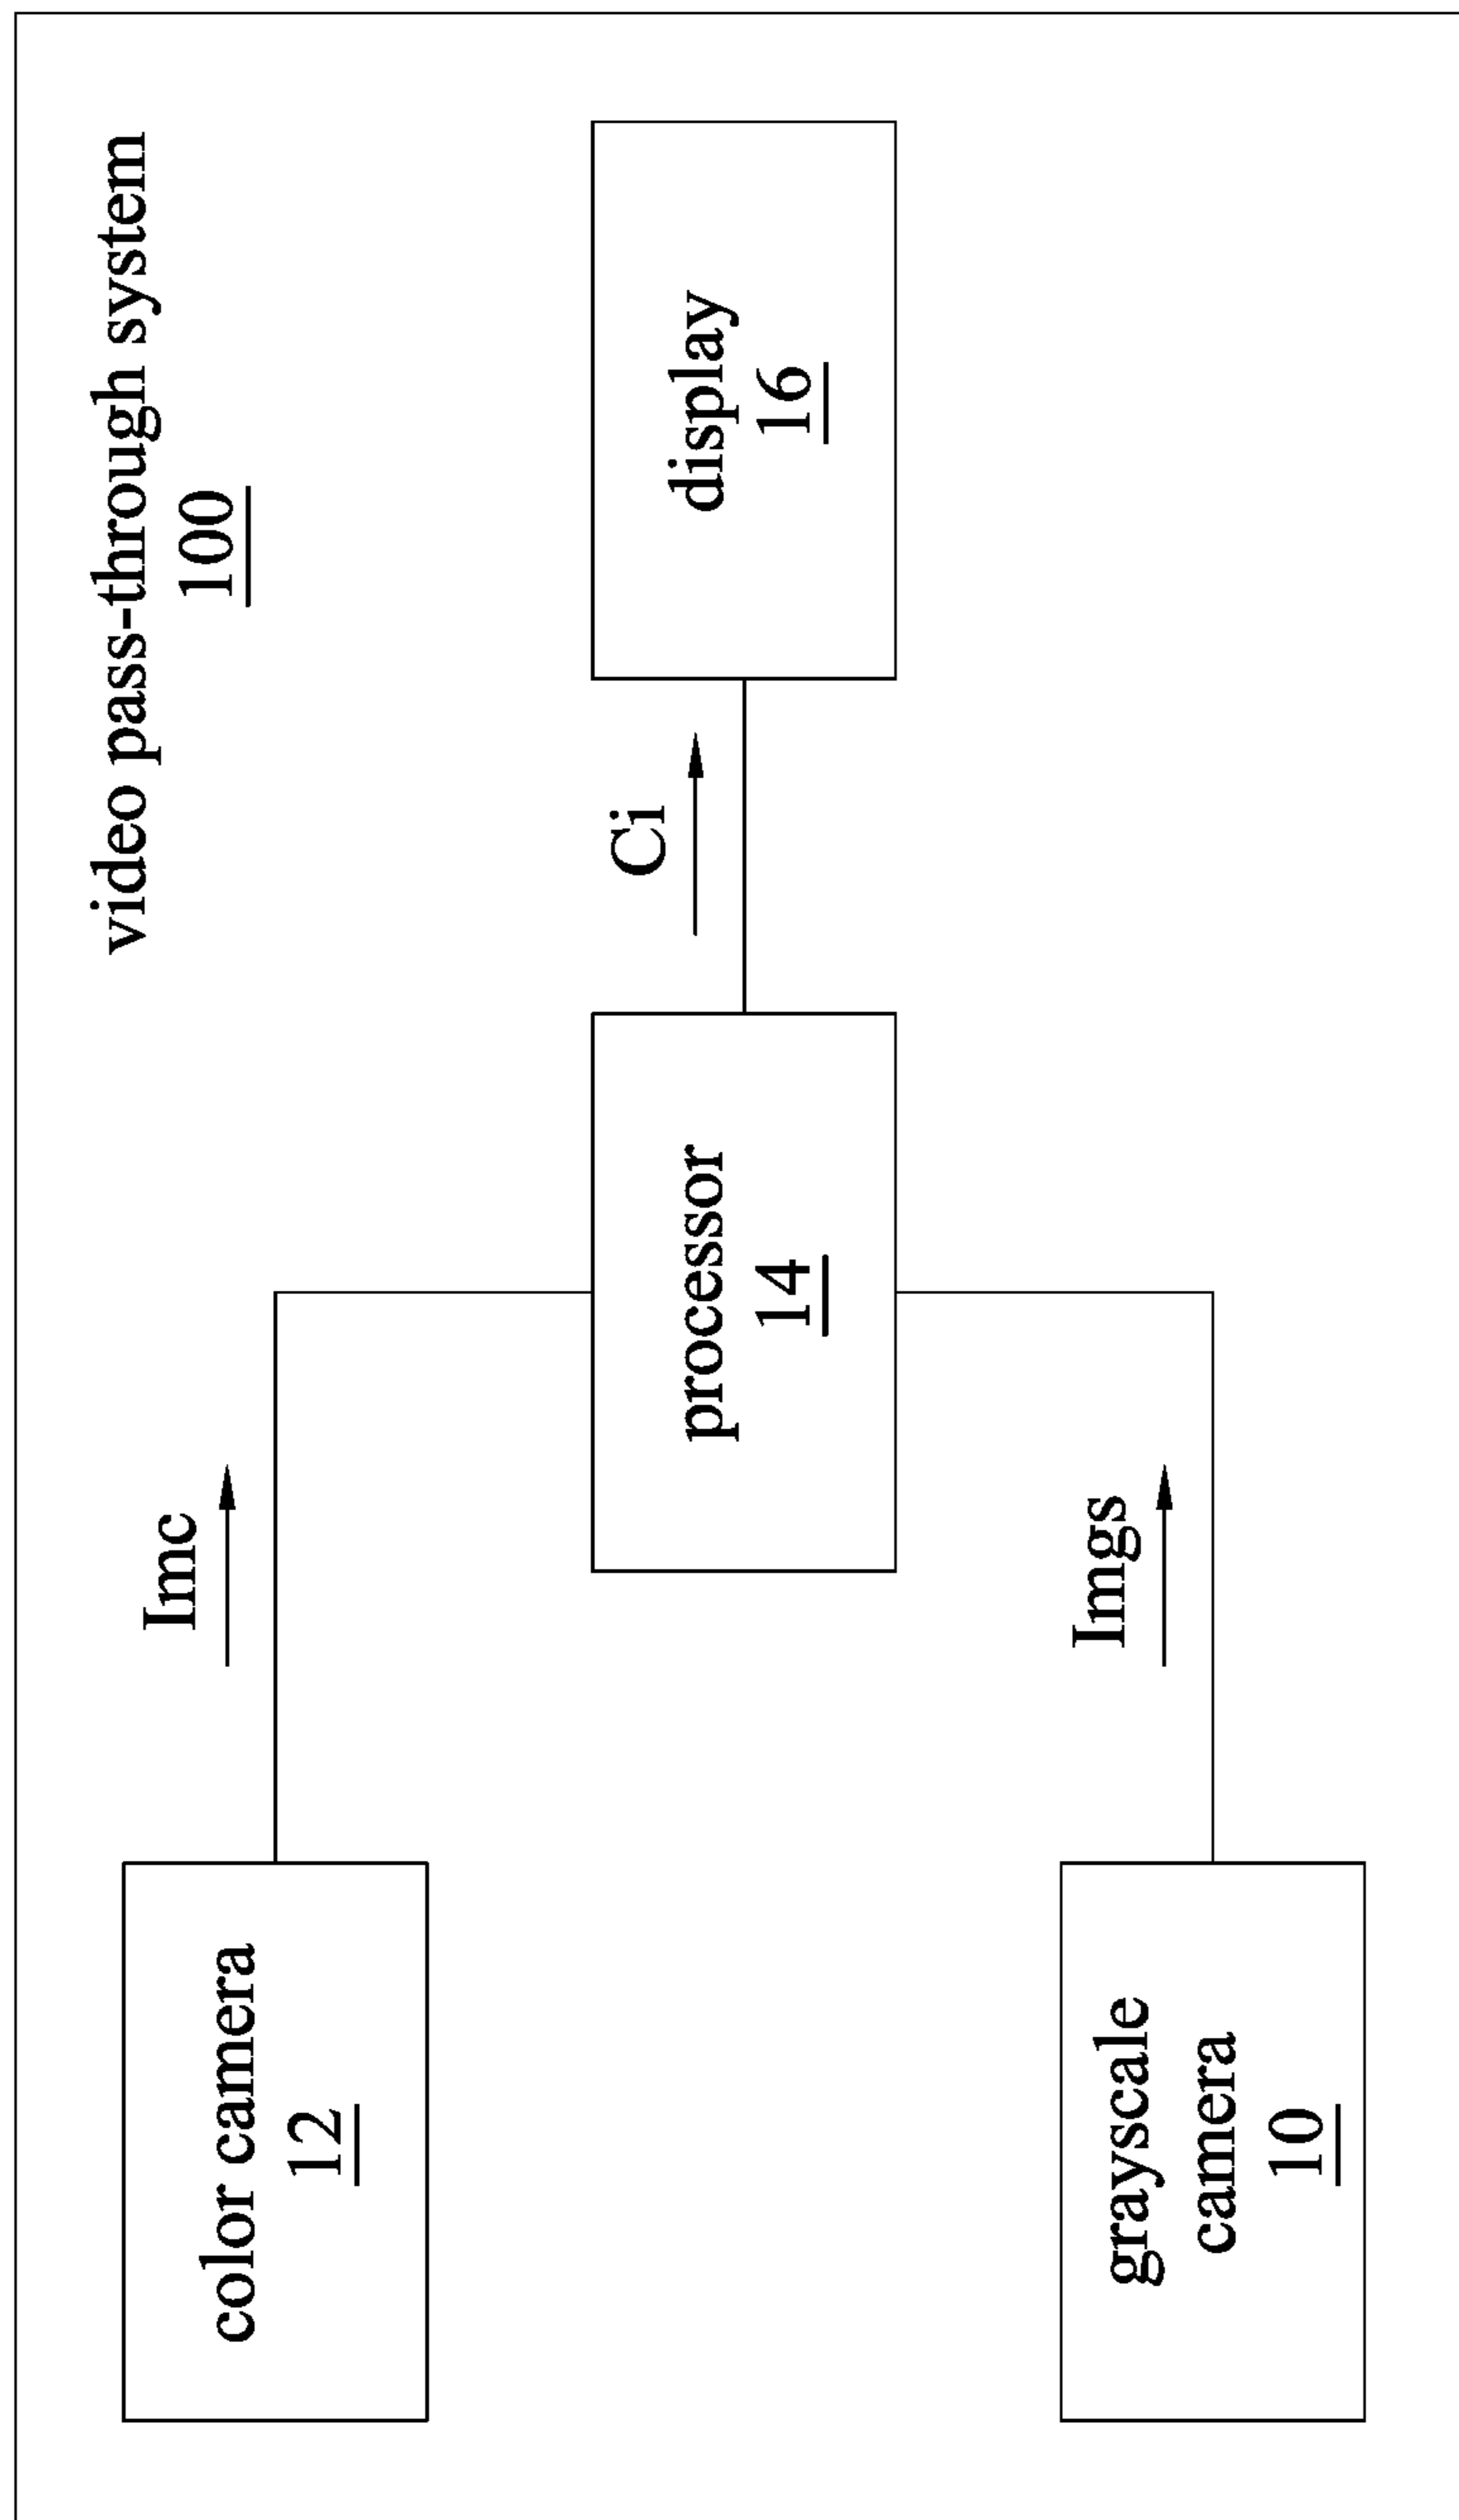 video pass-through system
100
color camera
12
Imc
processor
14
Ci
display
16
Imgs
grayscale
camera
10